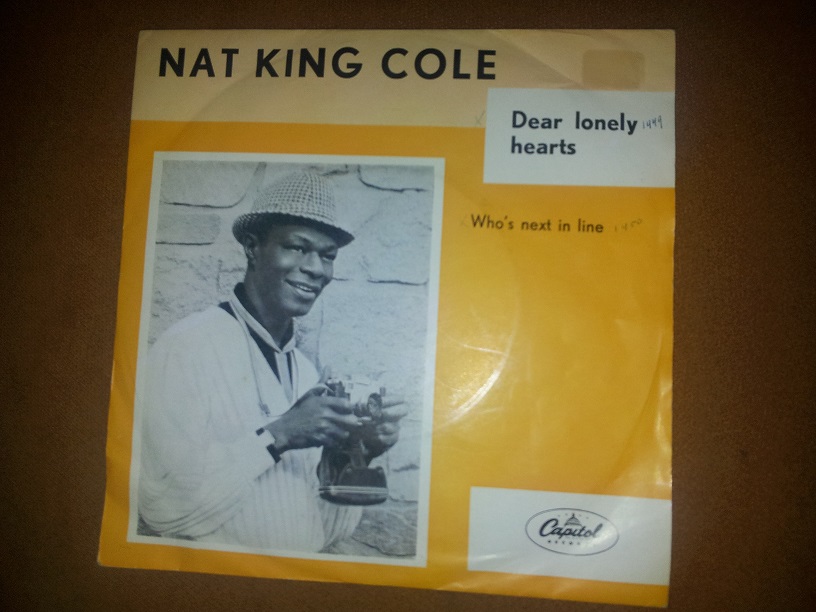 NAT KING COLE
Dear lonely 1449
hearts
Who's next in line 1450
Capitol